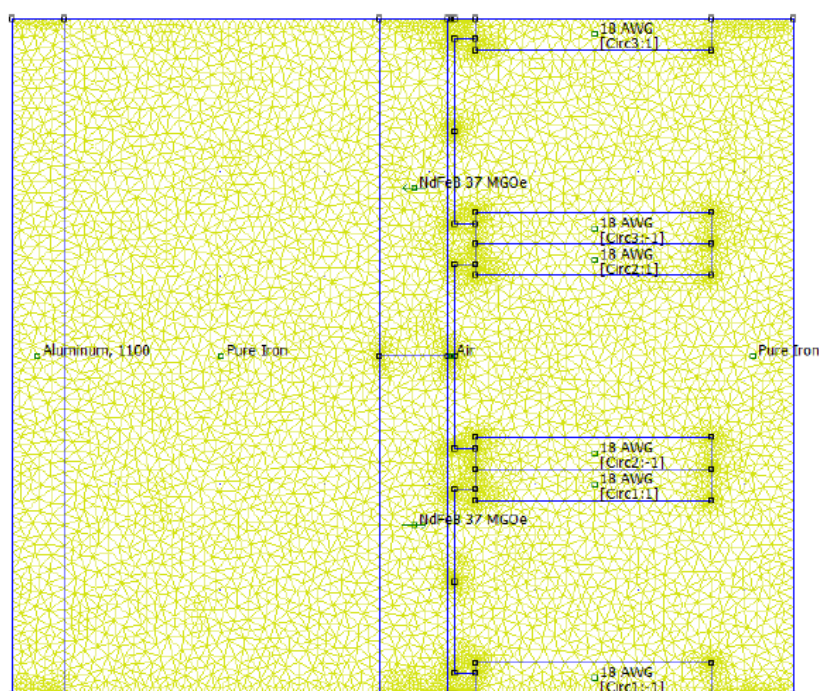 18 AWG
[Circ3:1]
NdFeB 37 MGOe
18 AWG
[Circ3:-1]
18 AWG
[Circ2:1]
Aluminum, 1100
Pure Iron
Air
Pure Iron
18 AWG
[Circ2:-1]
18 AWG
[Circ1:1]
NdFeB 37 MGOe
18 AWG
[Circ1:-1]